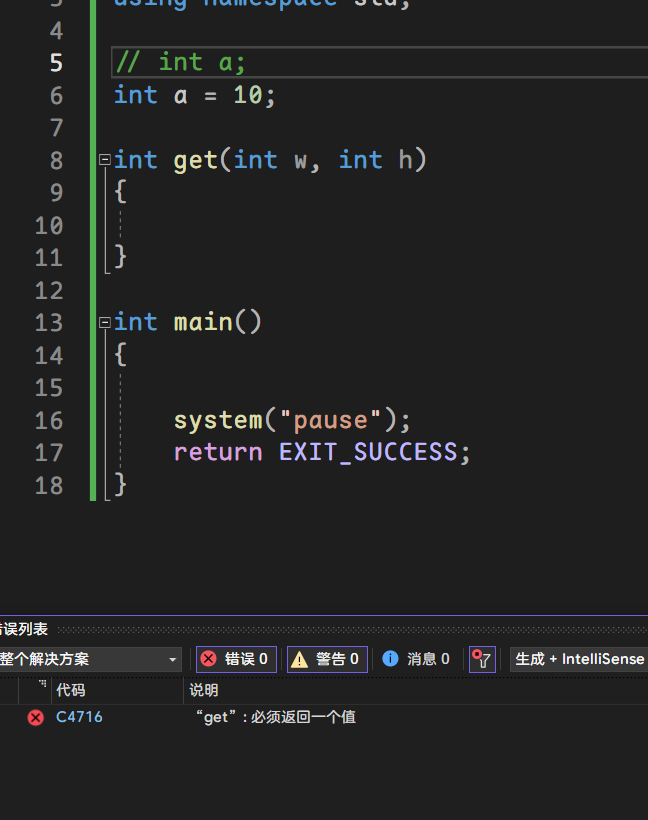 3 using namespace std;
4
5 // int a;
6 int a = 10;
7
8 int get(int w, int h)
9 {
10
11 }
12
13 int main()
14 {
15
16 system("pause");
17 return EXIT_SUCCESS;
18 }
错误列表
整个解决方案 错误 0 警告 0 消息 0 生成 + IntelliSense
代码 说明
C4716 “get”: 必须返回一个值